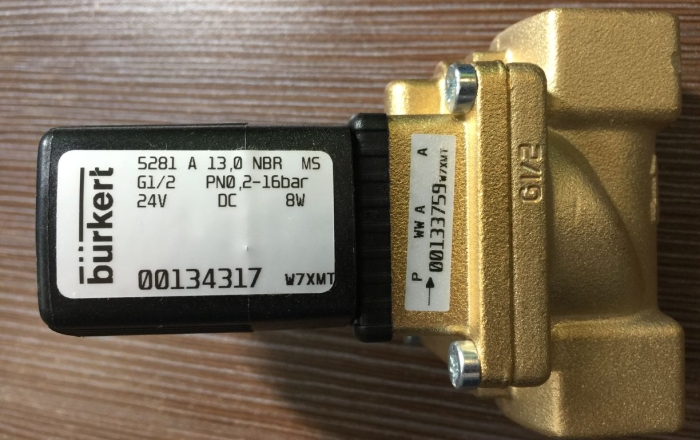 bürkert
5281 A 13,0 NBR MS
G1/2 PN0,2-16bar
24V DC 8W
00134317 W7XMT
P WW A A
00133759 W7XMT
G1/2